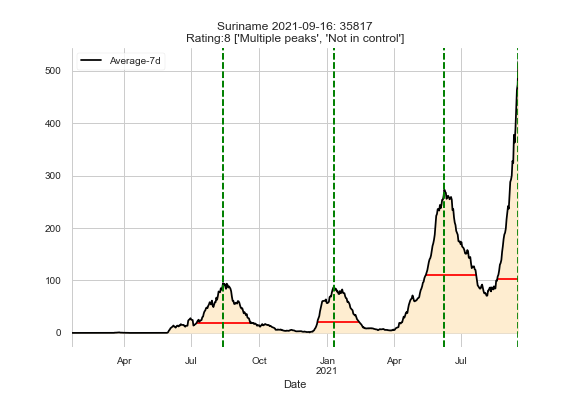 Suriname 2021-09-16: 35817
Rating:8 ['Multiple peaks', 'Not in control']
Average-7d
500
400
300
200
100
0
Apr Jul Oct Jan Apr Jul
2021
Date